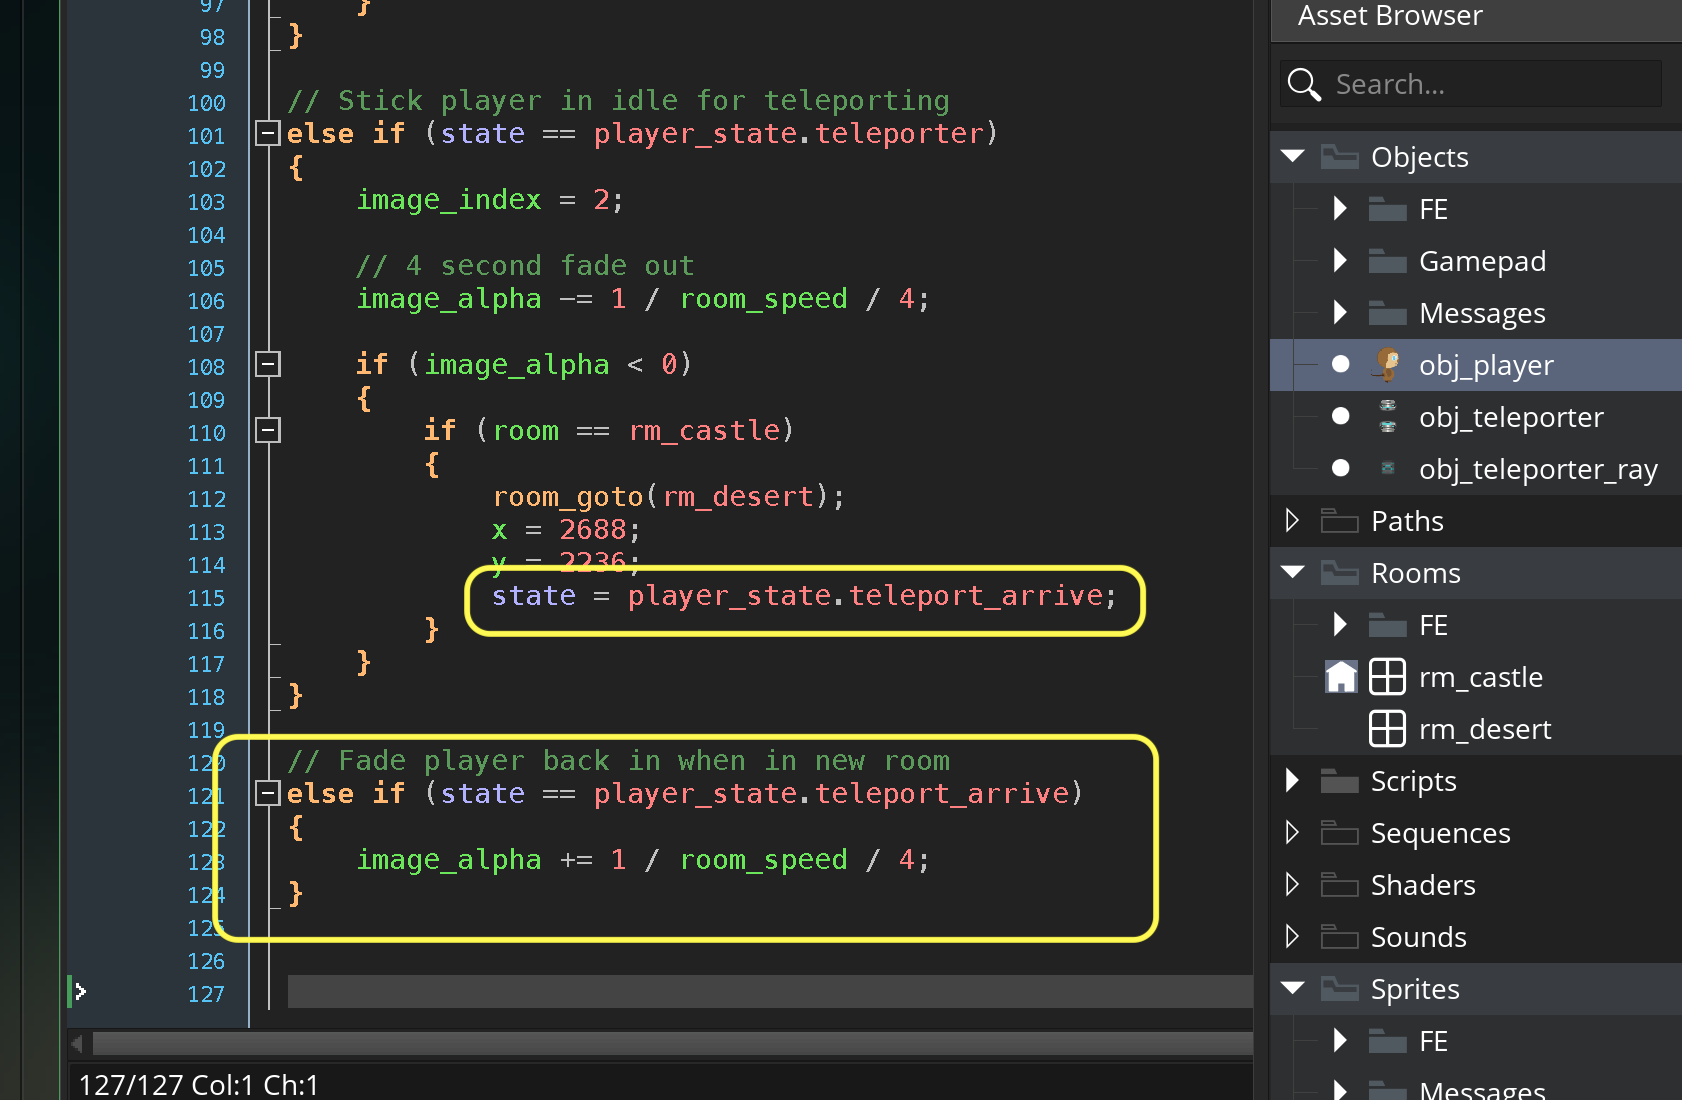 97 }
98 }
99
100 // Stick player in idle for teleporting
101 else if (state == player_state.teleporter)
102 {
103 image_index = 2;
104
105 // 4 second fade out
106 image_alpha -= 1 / room_speed / 4;
107
108 if (image_alpha < 0)
109 {
110 if (room == rm_castle)
111 {
112 room_goto(rm_desert);
113 x = 2688;
114 y = 2236;
115 state = player_state.teleport_arrive;
116 }
117 }
118 }
119
120 // Fade player back in when in new room
121 else if (state == player_state.teleport_arrive)
122 {
123 image_alpha += 1 / room_speed / 4;
124 }
125
126
127
127/127 Col:1 Ch:1
Asset Browser
Search...
Objects
FE
Gamepad
Messages
obj_player
obj_teleporter
obj_teleporter_ray
Paths
Rooms
FE
rm_castle
rm_desert
Scripts
Sequences
Shaders
Sounds
Sprites
FE
Messages